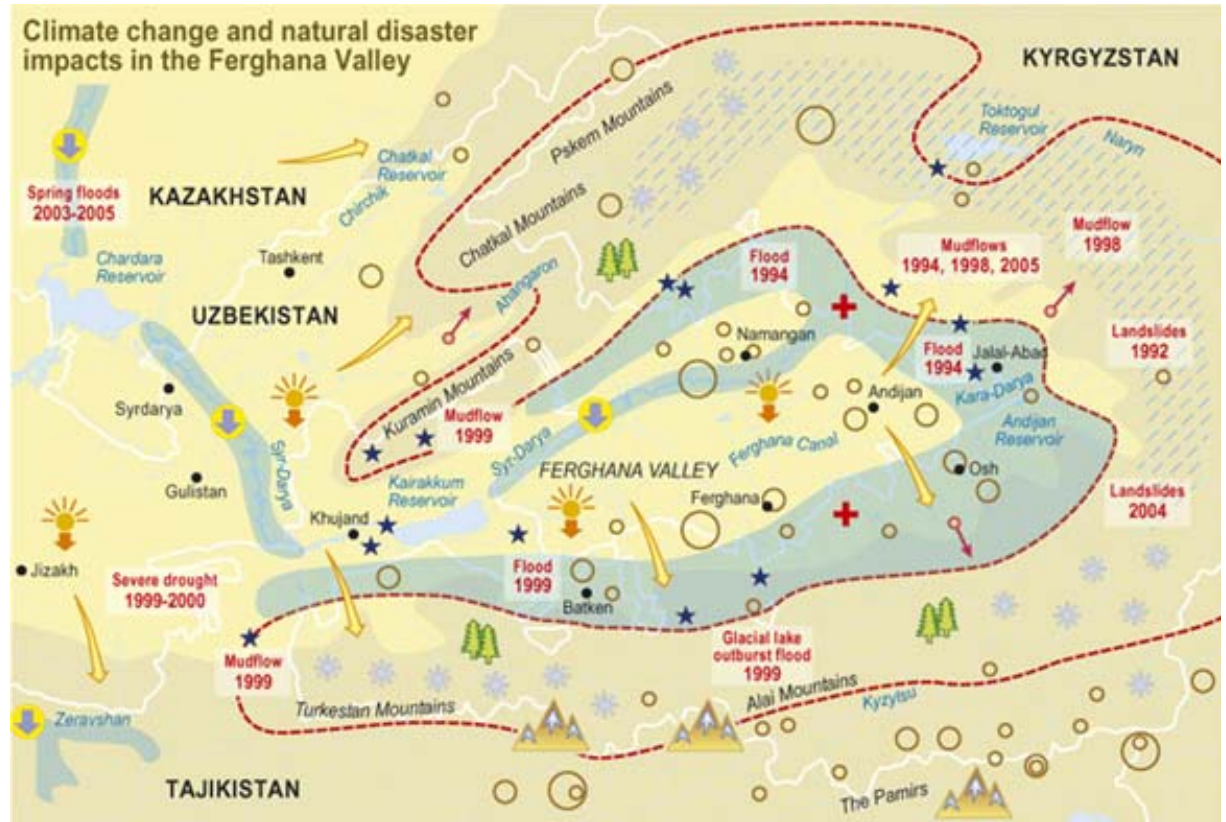 Climate change and natural disaster
impacts in the Ferghana Valley
KYRGYZSTAN
Toktogul
Reservoir
Naryn
Pskem Mountains
Chatkal
Reservoir
Chirchik
Spring floods
2003-2005
KAZAKHSTAN
Chatkal Mountains
Mudflow
1998
Flood
1994
Mudflows
1994, 1998, 2005
Chardara
Reservoir
Tashkent
Ahangaron
UZBEKISTAN
Namangan
Flood
1994
Jalal-Abad
Landslides
1992
Syrdarya
Kuramin Mountains
Andijan
Kara-Darya
Andijan
Reservoir
Mudflow
1999
Syr-Darya
Syr-Darya
Ferghana Canal
FERGHANA VALLEY
Gulistan
Kairakkum
Reservoir
Osh
Ferghana
Landslides
2004
Khujand
Jizakh
Severe drought
1999-2000
Flood
1999
Batken
Mudflow
1999
Glacial lake
outburst flood
1999
Turkestan Mountains
Alai Mountains
Kyzylsu
Zeravshan
TAJIKISTAN
The Pamirs